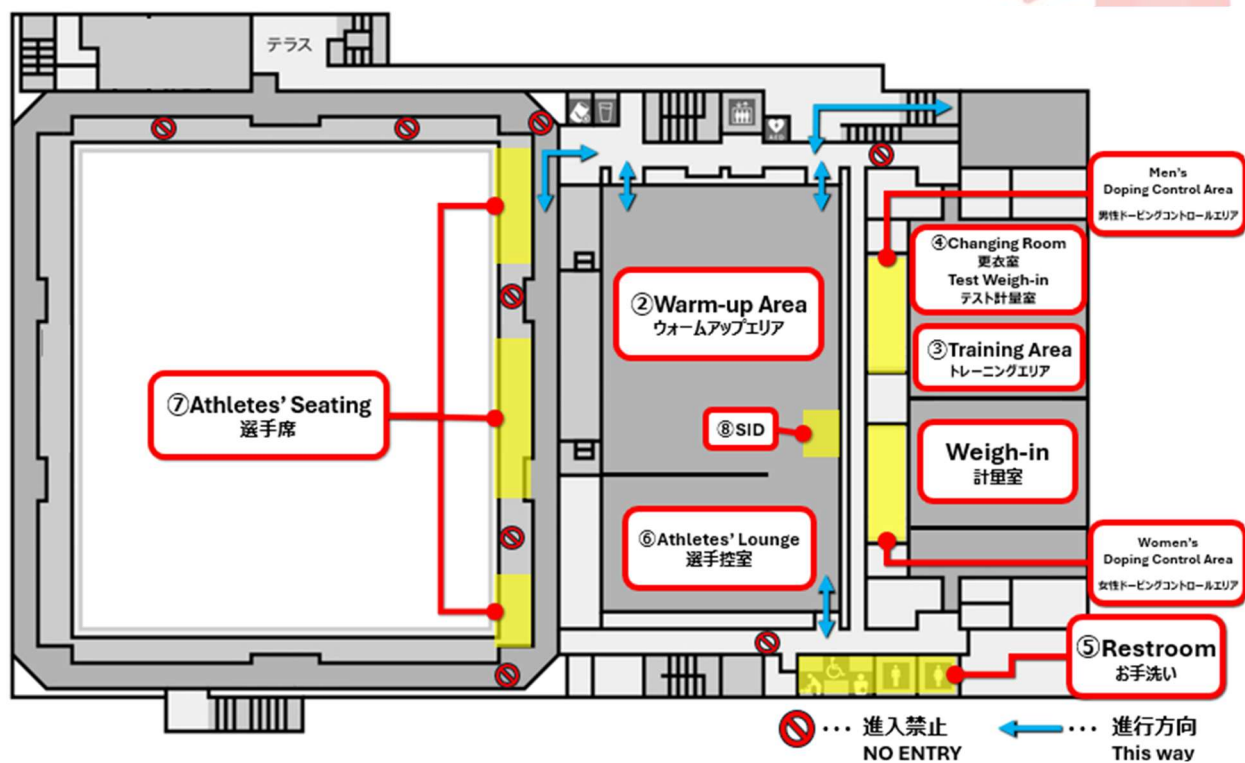 テラス
AED
Men's
Doping Control Area
男性ドーピングコントロールエリア
④Changing Room
更衣室
Test Weigh-in
テスト計量室
②Warm-up Area
ウォームアップエリア
③Training Area
トレーニングエリア
⑦Athletes' Seating
選手席
⑧SID
Weigh-in
計量室
⑥Athletes' Lounge
選手控室
Women's
Doping Control Area
女性ドーピングコントロールエリア
⑤Restroom
お手洗い
… 進入禁止
NO ENTRY
… 進行方向
This way